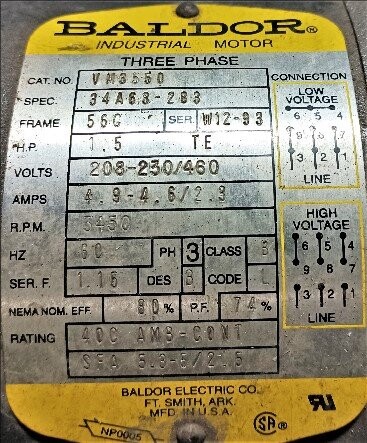 BALDOR®
INDUSTRIAL MOTOR
THREE PHASE
CAT. NO. VM3550
SPEC. 34A63-283
FRAME 56C SER. W12-93
H.P. 1.5 TE
VOLTS 208-230/460
AMPS 4.9-4.6/2.3
R.P.M. 3450
HZ 60 PH 3 CLASS B
SER. F. 1.15 DES B CODE L
NEMA NOM. EFF 80% P.F. 74%
RATING 40C AMB-CONT
SFA 5.3-5/2.5
CONNECTION
LOW
VOLTAGE
6 5 4
9 8 7
3 2 1
LINE
HIGH
VOLTAGE
6 5 4
9 8 7
3 2 1
LINE
BALDOR ELECTRIC CO.
FT. SMITH, ARK.
MFD. IN U.S.A.
NP0005
SA®